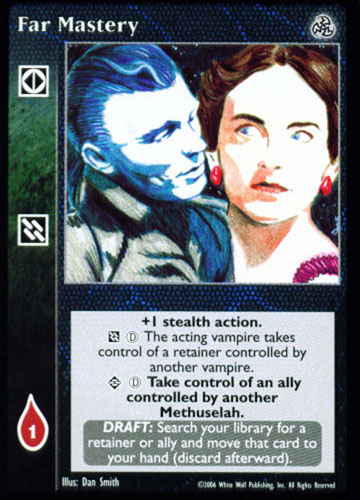 Far Mastery
+1 stealth action.
Ⓓ The acting vampire takes
control of a retainer controlled by
another vampire.
Ⓓ Take control of an ally
controlled by another
Methuselah.
DRAFT: Search your library for a
retainer or ally and move that card to
your hand (discard afterward).
1
Illus: Dan Smith
©2006 White Wolf Publishing, Inc. All Rights Reserved